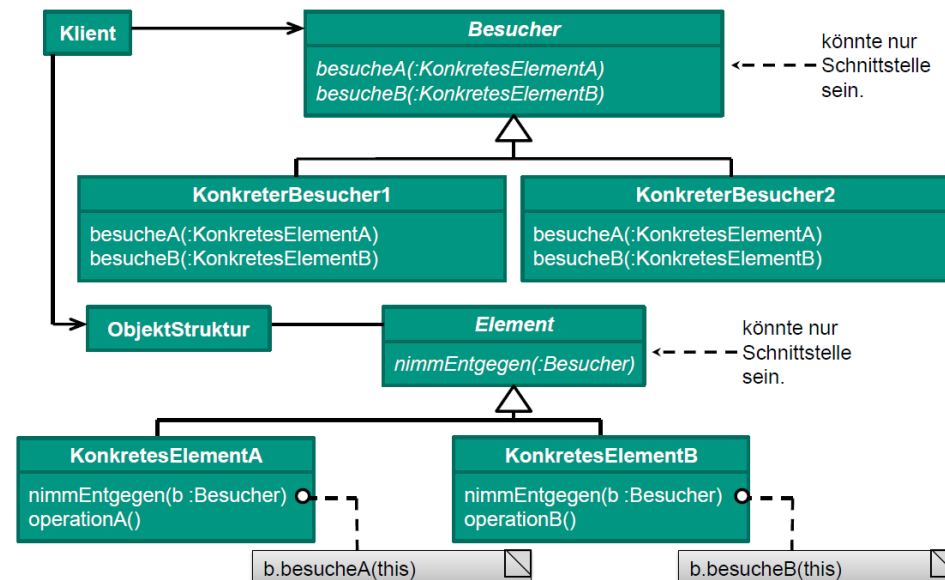 Klient
Besucher
besucheA(:KonkretesElementA)
besucheB(:KonkretesElementB)
könnte nur
Schnittstelle
sein.
KonkreterBesucher1
besucheA(:KonkretesElementA)
besucheB(:KonkretesElementB)
KonkreterBesucher2
besucheA(:KonkretesElementA)
besucheB(:KonkretesElementB)
ObjektStruktur
Element
nimmEntgegen(:Besucher)
könnte nur
Schnittstelle
sein.
KonkretesElementA
nimmEntgegen(b :Besucher)
operationA()
KonkretesElementB
nimmEntgegen(b :Besucher)
operationB()
b.besucheA(this)
b.besucheB(this)